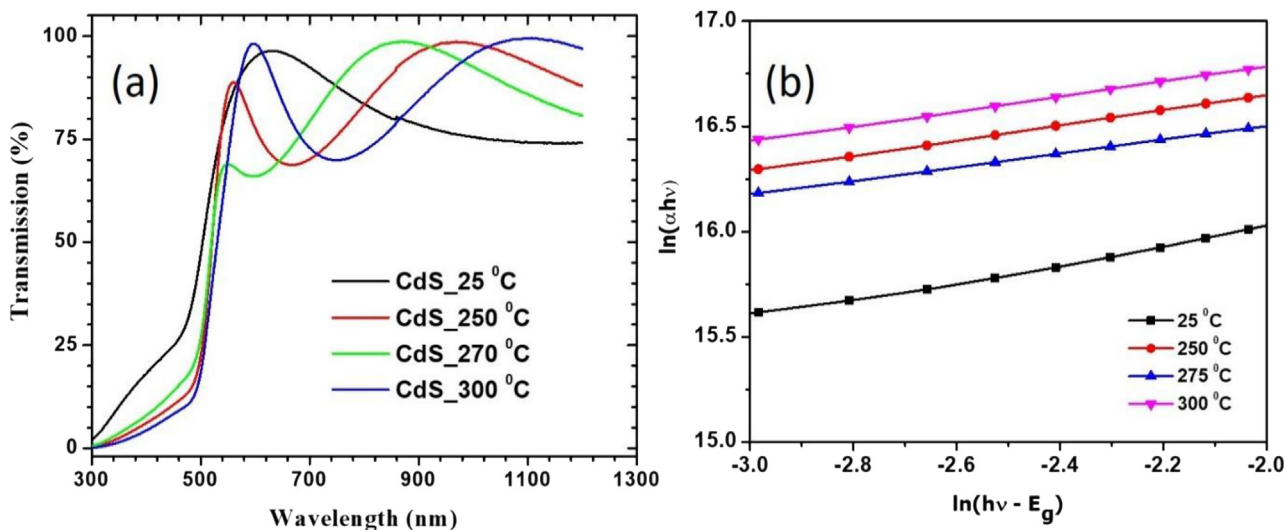 (a)
Transmission (%)
100
75
50
25
0
CdS_25 ⁰C
CdS_250 ⁰C
CdS_270 ⁰C
CdS_300 ⁰C
300 500 700 900 1100 1300
Wavelength (nm)
(b)
ln(αhν)
17.0
16.5
16.0
15.5
15.0
25 ⁰C
250 ⁰C
275 ⁰C
300 ⁰C
-3.0 -2.8 -2.6 -2.4 -2.2 -2.0
ln(hν - Eg)